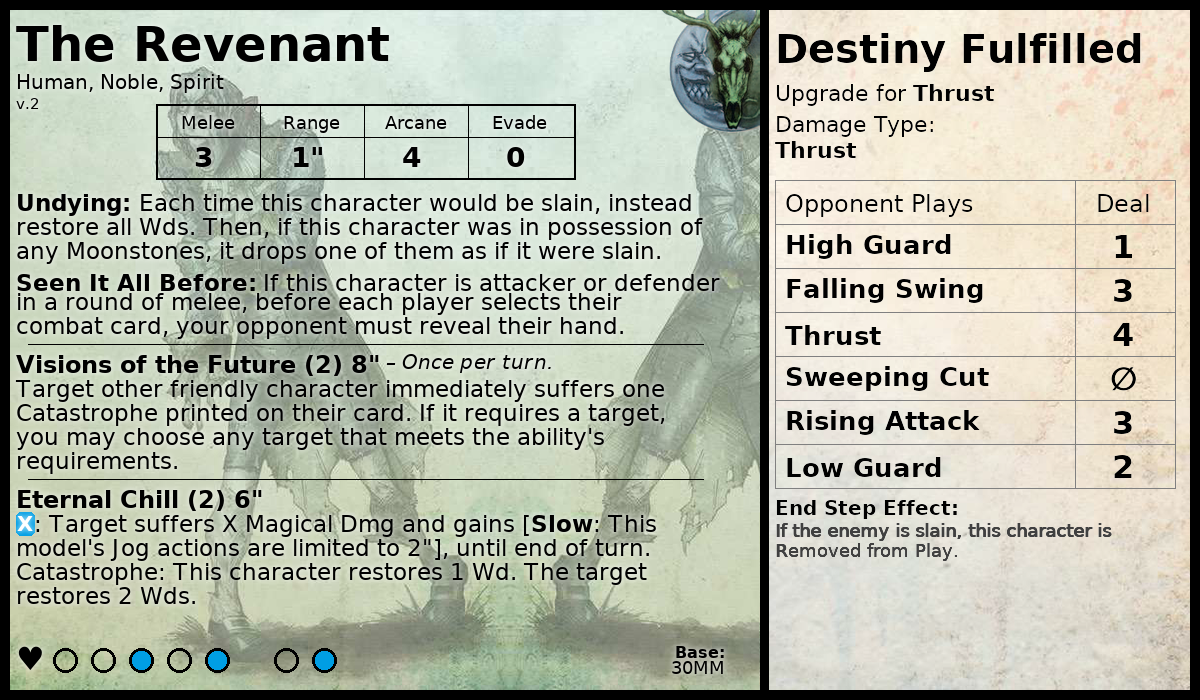 The Revenant
Human, Noble, Spirit
v.2
Melee Range Arcane Evade
3 1" 4 0
Undying: Each time this character would be slain, instead
restore all Wds. Then, if this character was in possession of
any Moonstones, it drops one of them as if it were slain.
Seen It All Before: If this character is attacker or defender
in a round of melee, before each player selects their
combat card, your opponent must reveal their hand.
Visions of the Future (2) 8" – Once per turn.
Target other friendly character immediately suffers one
Catastrophe printed on their card. If it requires a target,
you may choose any target that meets the ability's
requirements.
Eternal Chill (2) 6"
X: Target suffers X Magical Dmg and gains [Slow: This
model's Jog actions are limited to 2"], until end of turn.
Catastrophe: This character restores 1 Wd. The target
restores 2 Wds.
Base:
30MM
Destiny Fulfilled
Upgrade for Thrust
Damage Type:
Thrust
Opponent Plays Deal
High Guard 1
Falling Swing 3
Thrust 4
Sweeping Cut ∅
Rising Attack 3
Low Guard 2
End Step Effect:
If the enemy is slain, this character is
Removed from Play.